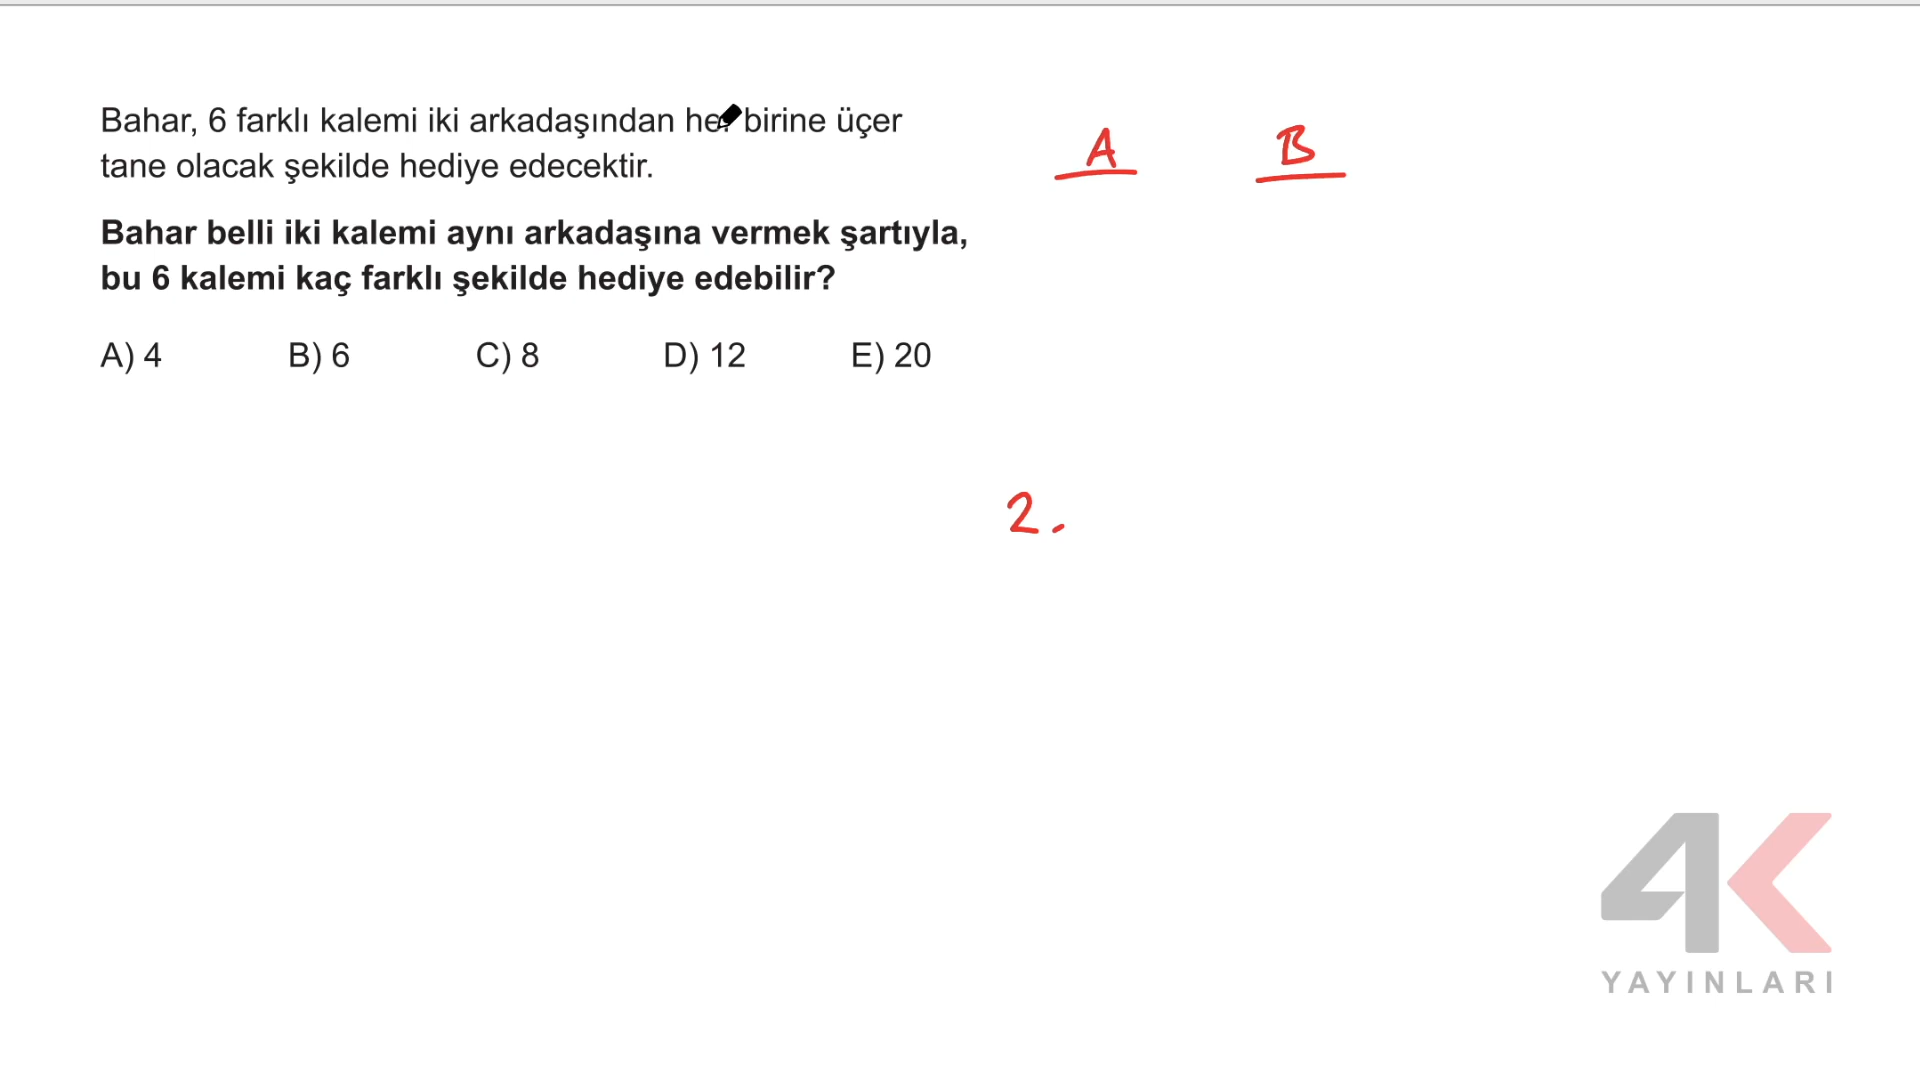 Bahar, 6 farklı kalemi iki arkadaşından her birine üçer
tane olacak şekilde hediye edecektir.
Bahar belli iki kalemi aynı arkadaşına vermek şartıyla,
bu 6 kalemi kaç farklı şekilde hediye edebilir?
A) 4 B) 6 C) 8 D) 12 E) 20
A B
2.
4K
YAYINLARI